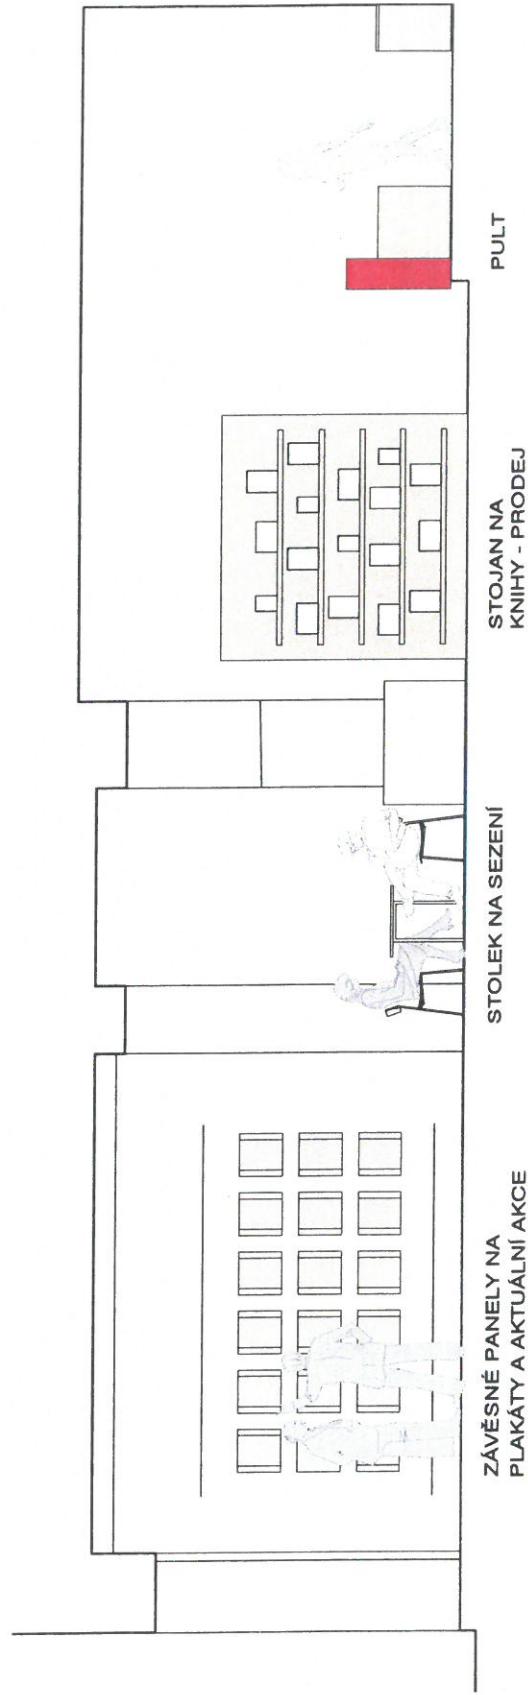 ZÁVĚSNÉ PANELY NA
PLAKÁTY A AKTUÁLNÍ AKCE
STOLEK NA SEZENÍ
STOJAN NA
KNIHY - PRODEJ
PULT